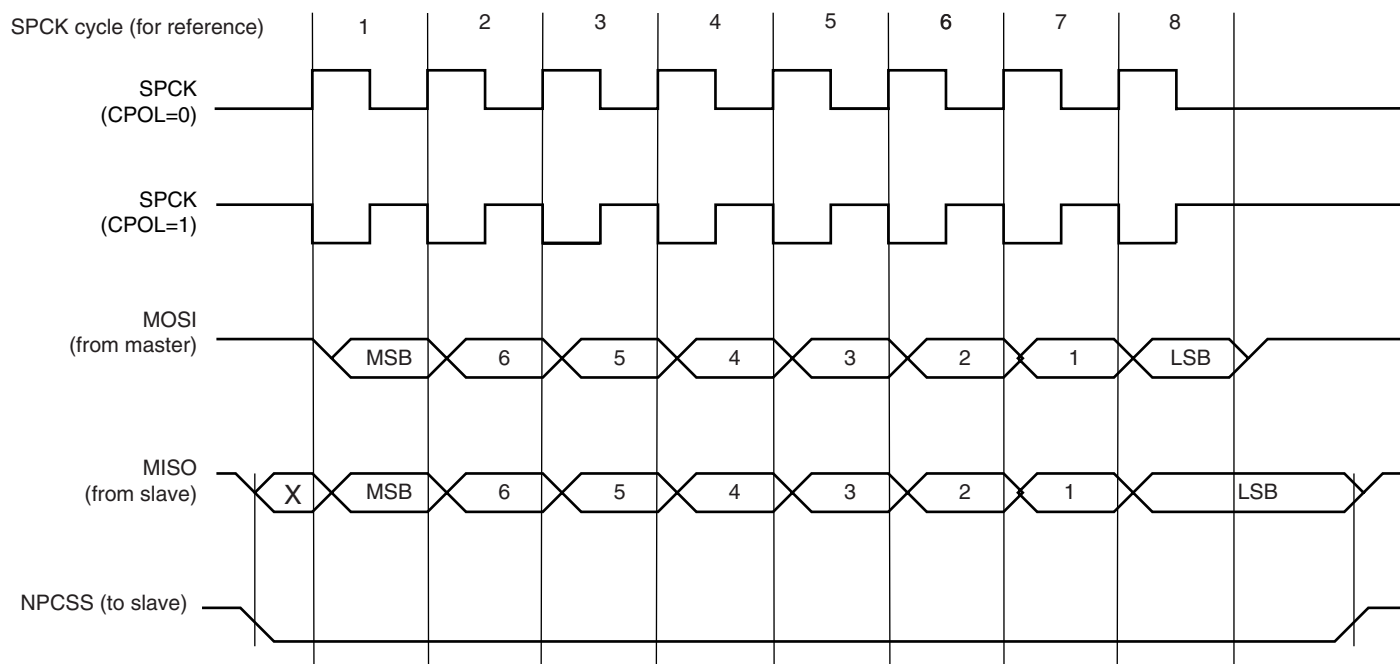 SPCK cycle (for reference) 1 2 3 4 5 6 7 8
SPCK
(CPOL=0)
SPCK
(CPOL=1)
MOSI
(from master)
MSB 6 5 4 3 2 1 LSB
MISO
(from slave)
X MSB 6 5 4 3 2 1 LSB
NPCSS (to slave)